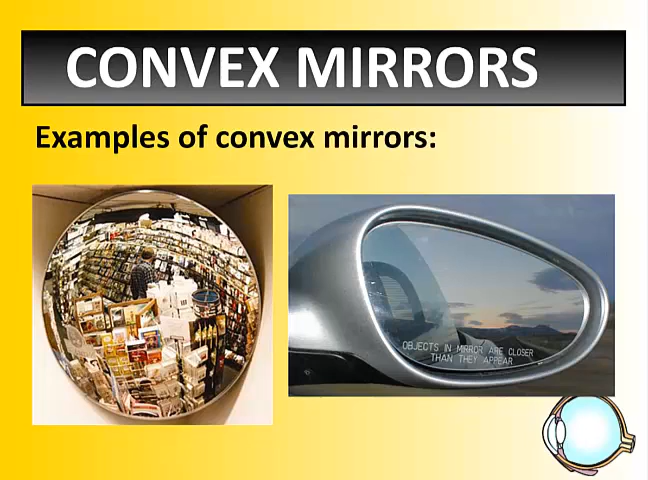 CONVEX MIRRORS
Examples of convex mirrors:
OBJECTS IN MIRROR ARE CLOSER
THAN THEY APPEAR